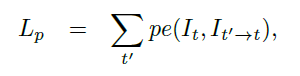 L_p = \sum_{t'} pe(I_t, I_{t' \to t}),